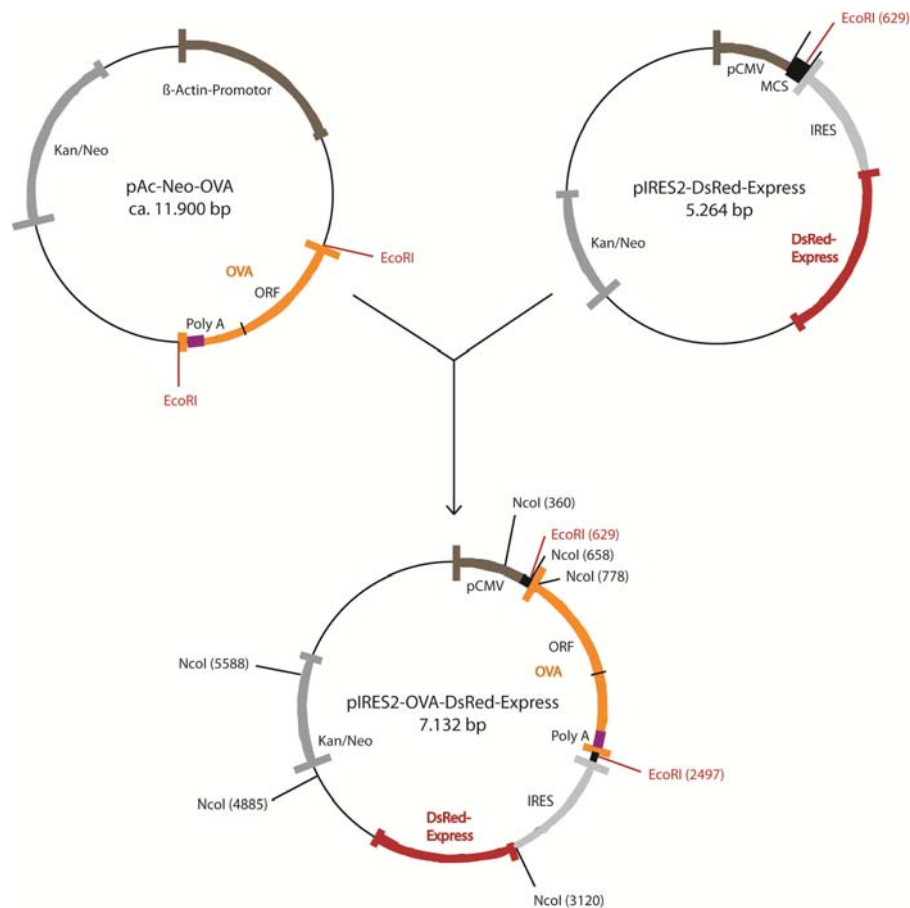 EcoRI (629)
pCMV
MCS
IRES
ß-Actin-Promotor
Kan/Neo
pAc-Neo-OVA
ca. 11.900 bp
EcoRI
OVA
ORF
Poly A
EcoRI
pIRES2-DsRed-Express
5.264 bp
Kan/Neo
DsRed-
Express
NcoI (360)
EcoRI (629)
NcoI (658)
NcoI (778)
pCMV
ORF
OVA
NcoI (5588)
pIRES2-OVA-DsRed-Express
7.132 bp
Kan/Neo
Poly A
EcoRI (2497)
IRES
NcoI (4885)
DsRed-
Express
NcoI (3120)